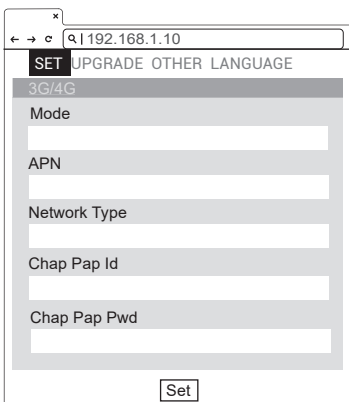 192.168.1.10
SET UPGRADE OTHER LANGUAGE
3G/4G
Mode
APN
Network Type
Chap Pap Id
Chap Pap Pwd
Set